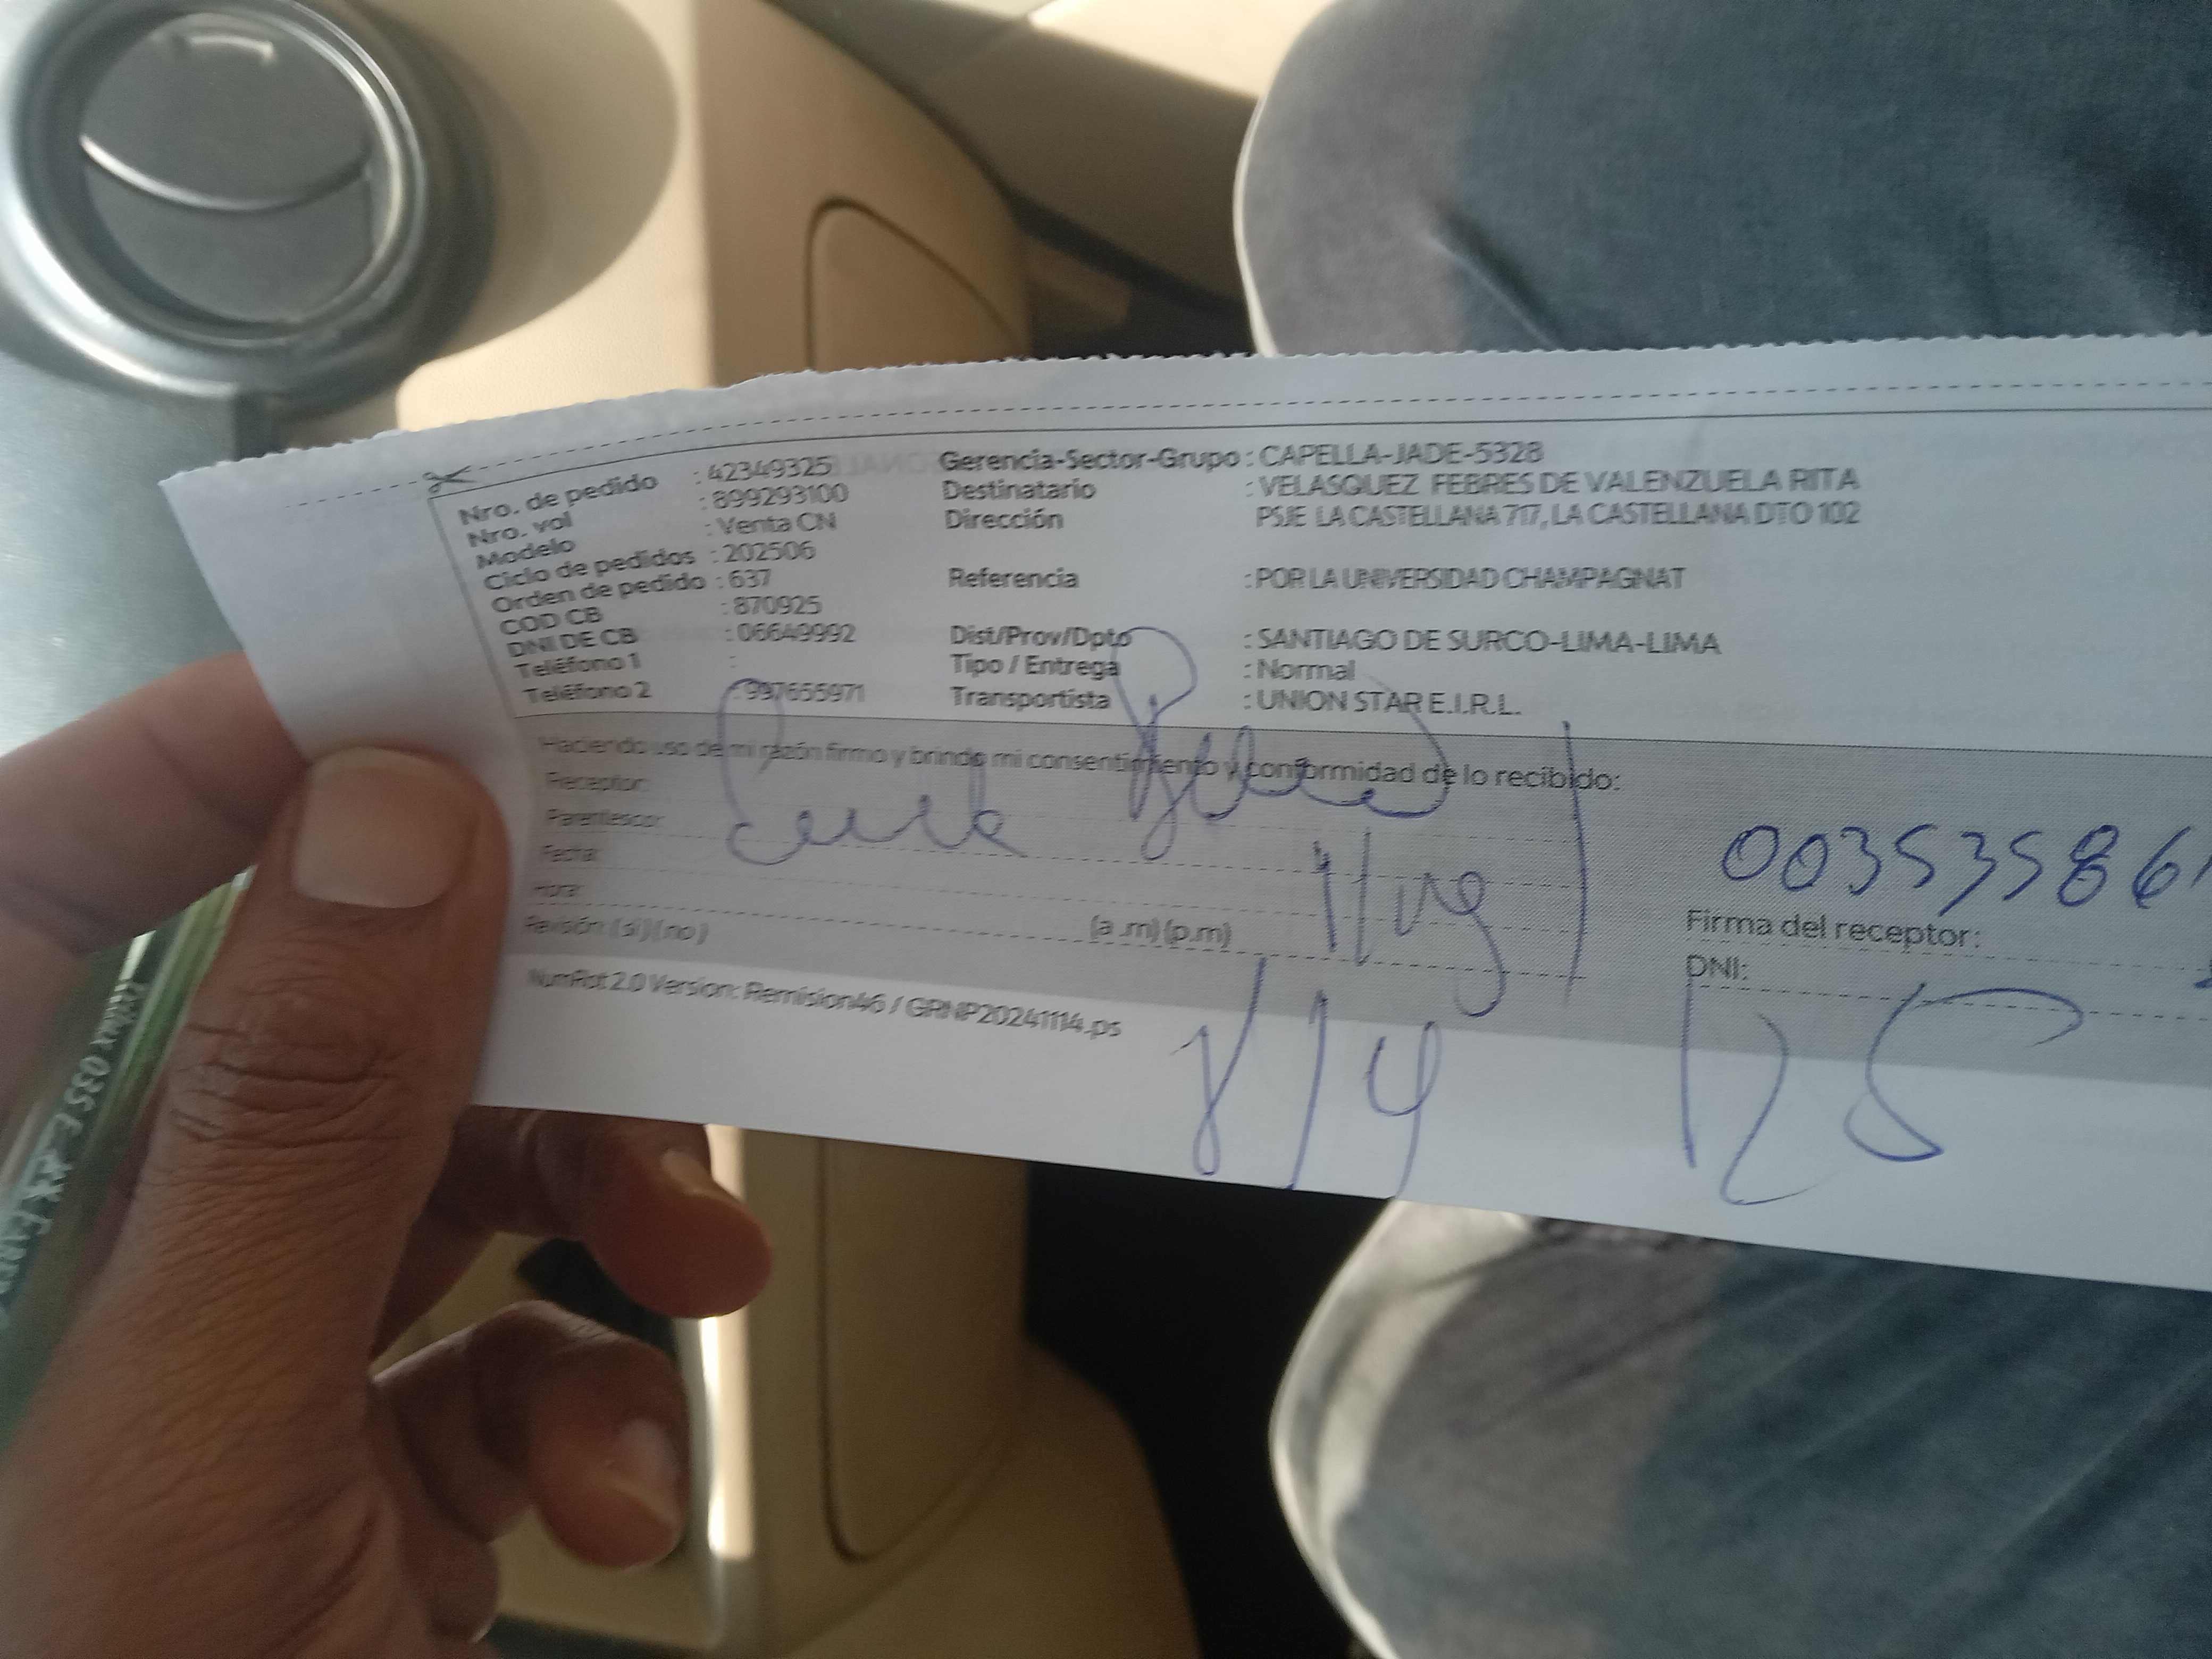 Nro. de pedido : 42349325
Nro. vol : 899293100
Modelo : Venta CN
Ciclo de pedidos : 202506
Orden de pedido : 637
COD CB : 870925
DNI DE CB : 06649992
Teléfono 1 :
Teléfono 2 : 997655971
Gerencia-Sector-Grupo : CAPELLA-JADE-5328
Destinatario : VELASQUEZ FEBRES DE VALENZUELA RITA
Dirección PSJE LA CASTELLANA 717, LA CASTELLANA DTO 102
Referencia : POR LA UNIVERSIDAD CHAMPAGNAT
Dist/Prov/Dpto : SANTIAGO DE SURCO-LIMA-LIMA
Tipo / Entrega : Normal
Transportista : UNION STAR E.I.R.L.
Haciendo uso de mi razón firmo y brindo mi consentimiento y conformidad de lo recibido:
Receptor:
Parentesco:
Fecha:
Hora: (a.m) (p.m)
Revisión: (si) (no)
003535861
Firma del receptor:
DNI:
NumRot 2.0 Version: Remision46 / GRNP20241114.ps
8/4 125